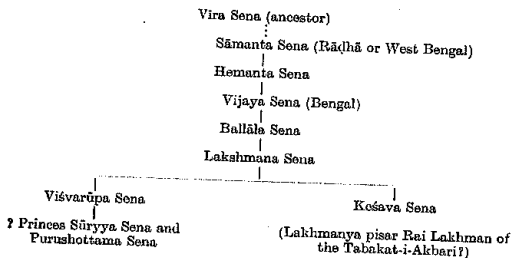 Vira Sena (ancestor)
Sāmanta Sena (Rāḍhā or West Bengal)
Hemanta Sena
Vijaya Sena (Bengal)
Ballāla Sena
Lakshmana Sena
Viśvarūpa Sena
Keśava Sena
? Princes Sūryya Sena and
Purushottama Sena
(Lakhmanya pisar Rai Lakhman of
the Tabakat-i-Akbari?)